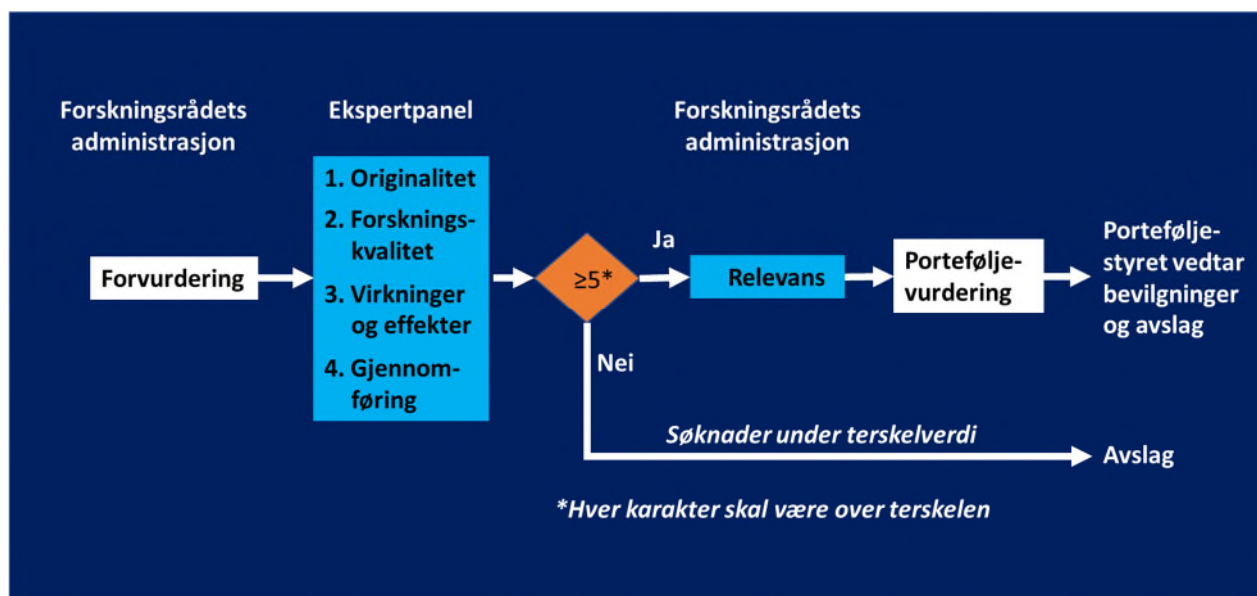 Forskningsrådets
administrasjon
Ekspertpanel
Forskningsrådets
administrasjon
Forvurdering
1. Originalitet
2. Forsknings-
kvalitet
3. Virkninger
og effekter
4. Gjennom-
føring
≥5*
Ja
Nei
Relevans
Portefølje-
vurdering
Portefølje-
styret vedtar
bevilgninger
og avslag
Søknader under terskelverdi
Avslag
*Hver karakter skal være over terskelen